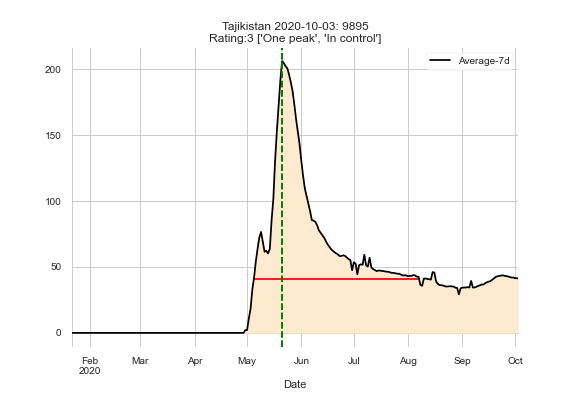 Tajikistan 2020-10-03: 9895
Rating:3 ['One peak', 'In control']
Average-7d
200
150
100
50
0
Feb Mar Apr May Jun Jul Aug Sep Oct
2020
Date